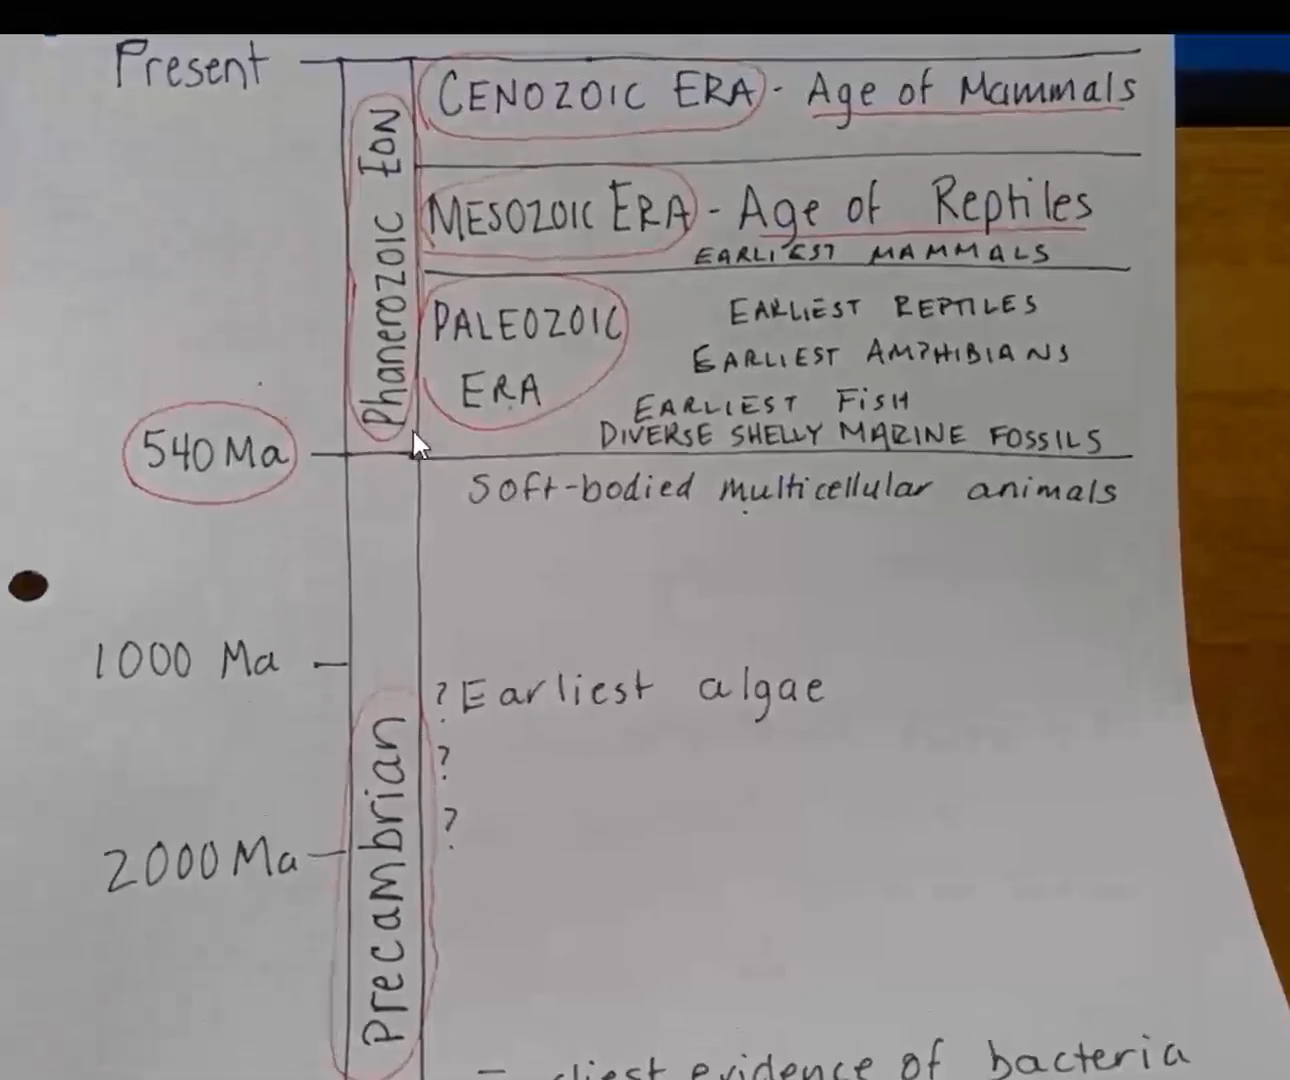 Present
CENOZOIC ERA - Age of Mammals
Phanerozoic Eon
MESOZOIC ERA - Age of Reptiles
EARLIEST MAMMALS
PALEOZOIC ERA
EARLIEST REPTILES
EARLIEST AMPHIBIANS
EARLIEST FISH
DIVERSE SHELLY MARINE FOSSILS
540 Ma
Soft-bodied multicellular animals
1000 Ma
? Earliest algae
?
?
2000 Ma
Precambrian
evidence of bacteria